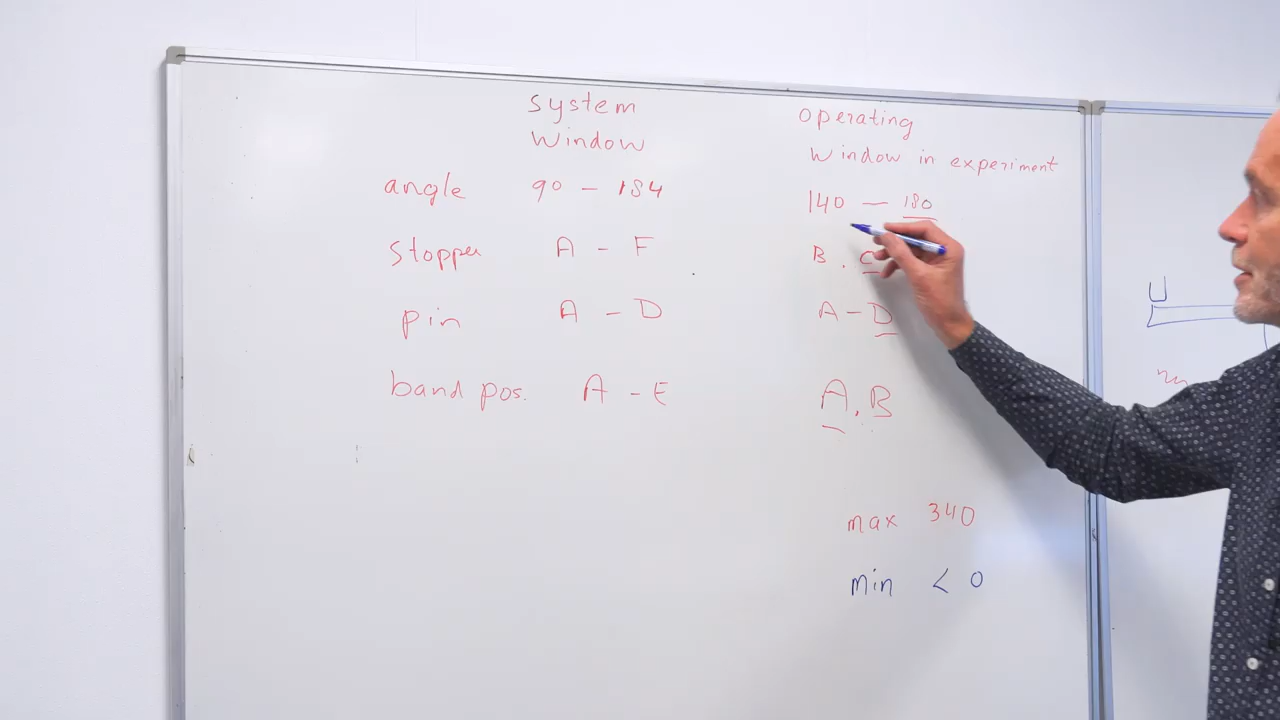 System
Window
operating
Window in experiment
angle 90 - 184 140 - 180
stopper A - F B . C
pin A - D A - D
band pos. A - E A , B
max 340
min < 0